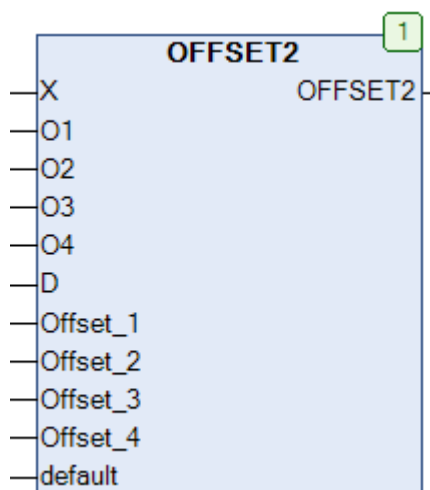 1
OFFSET2
X OFFSET2
O1
O2
O3
O4
D
Offset_1
Offset_2
Offset_3
Offset_4
default